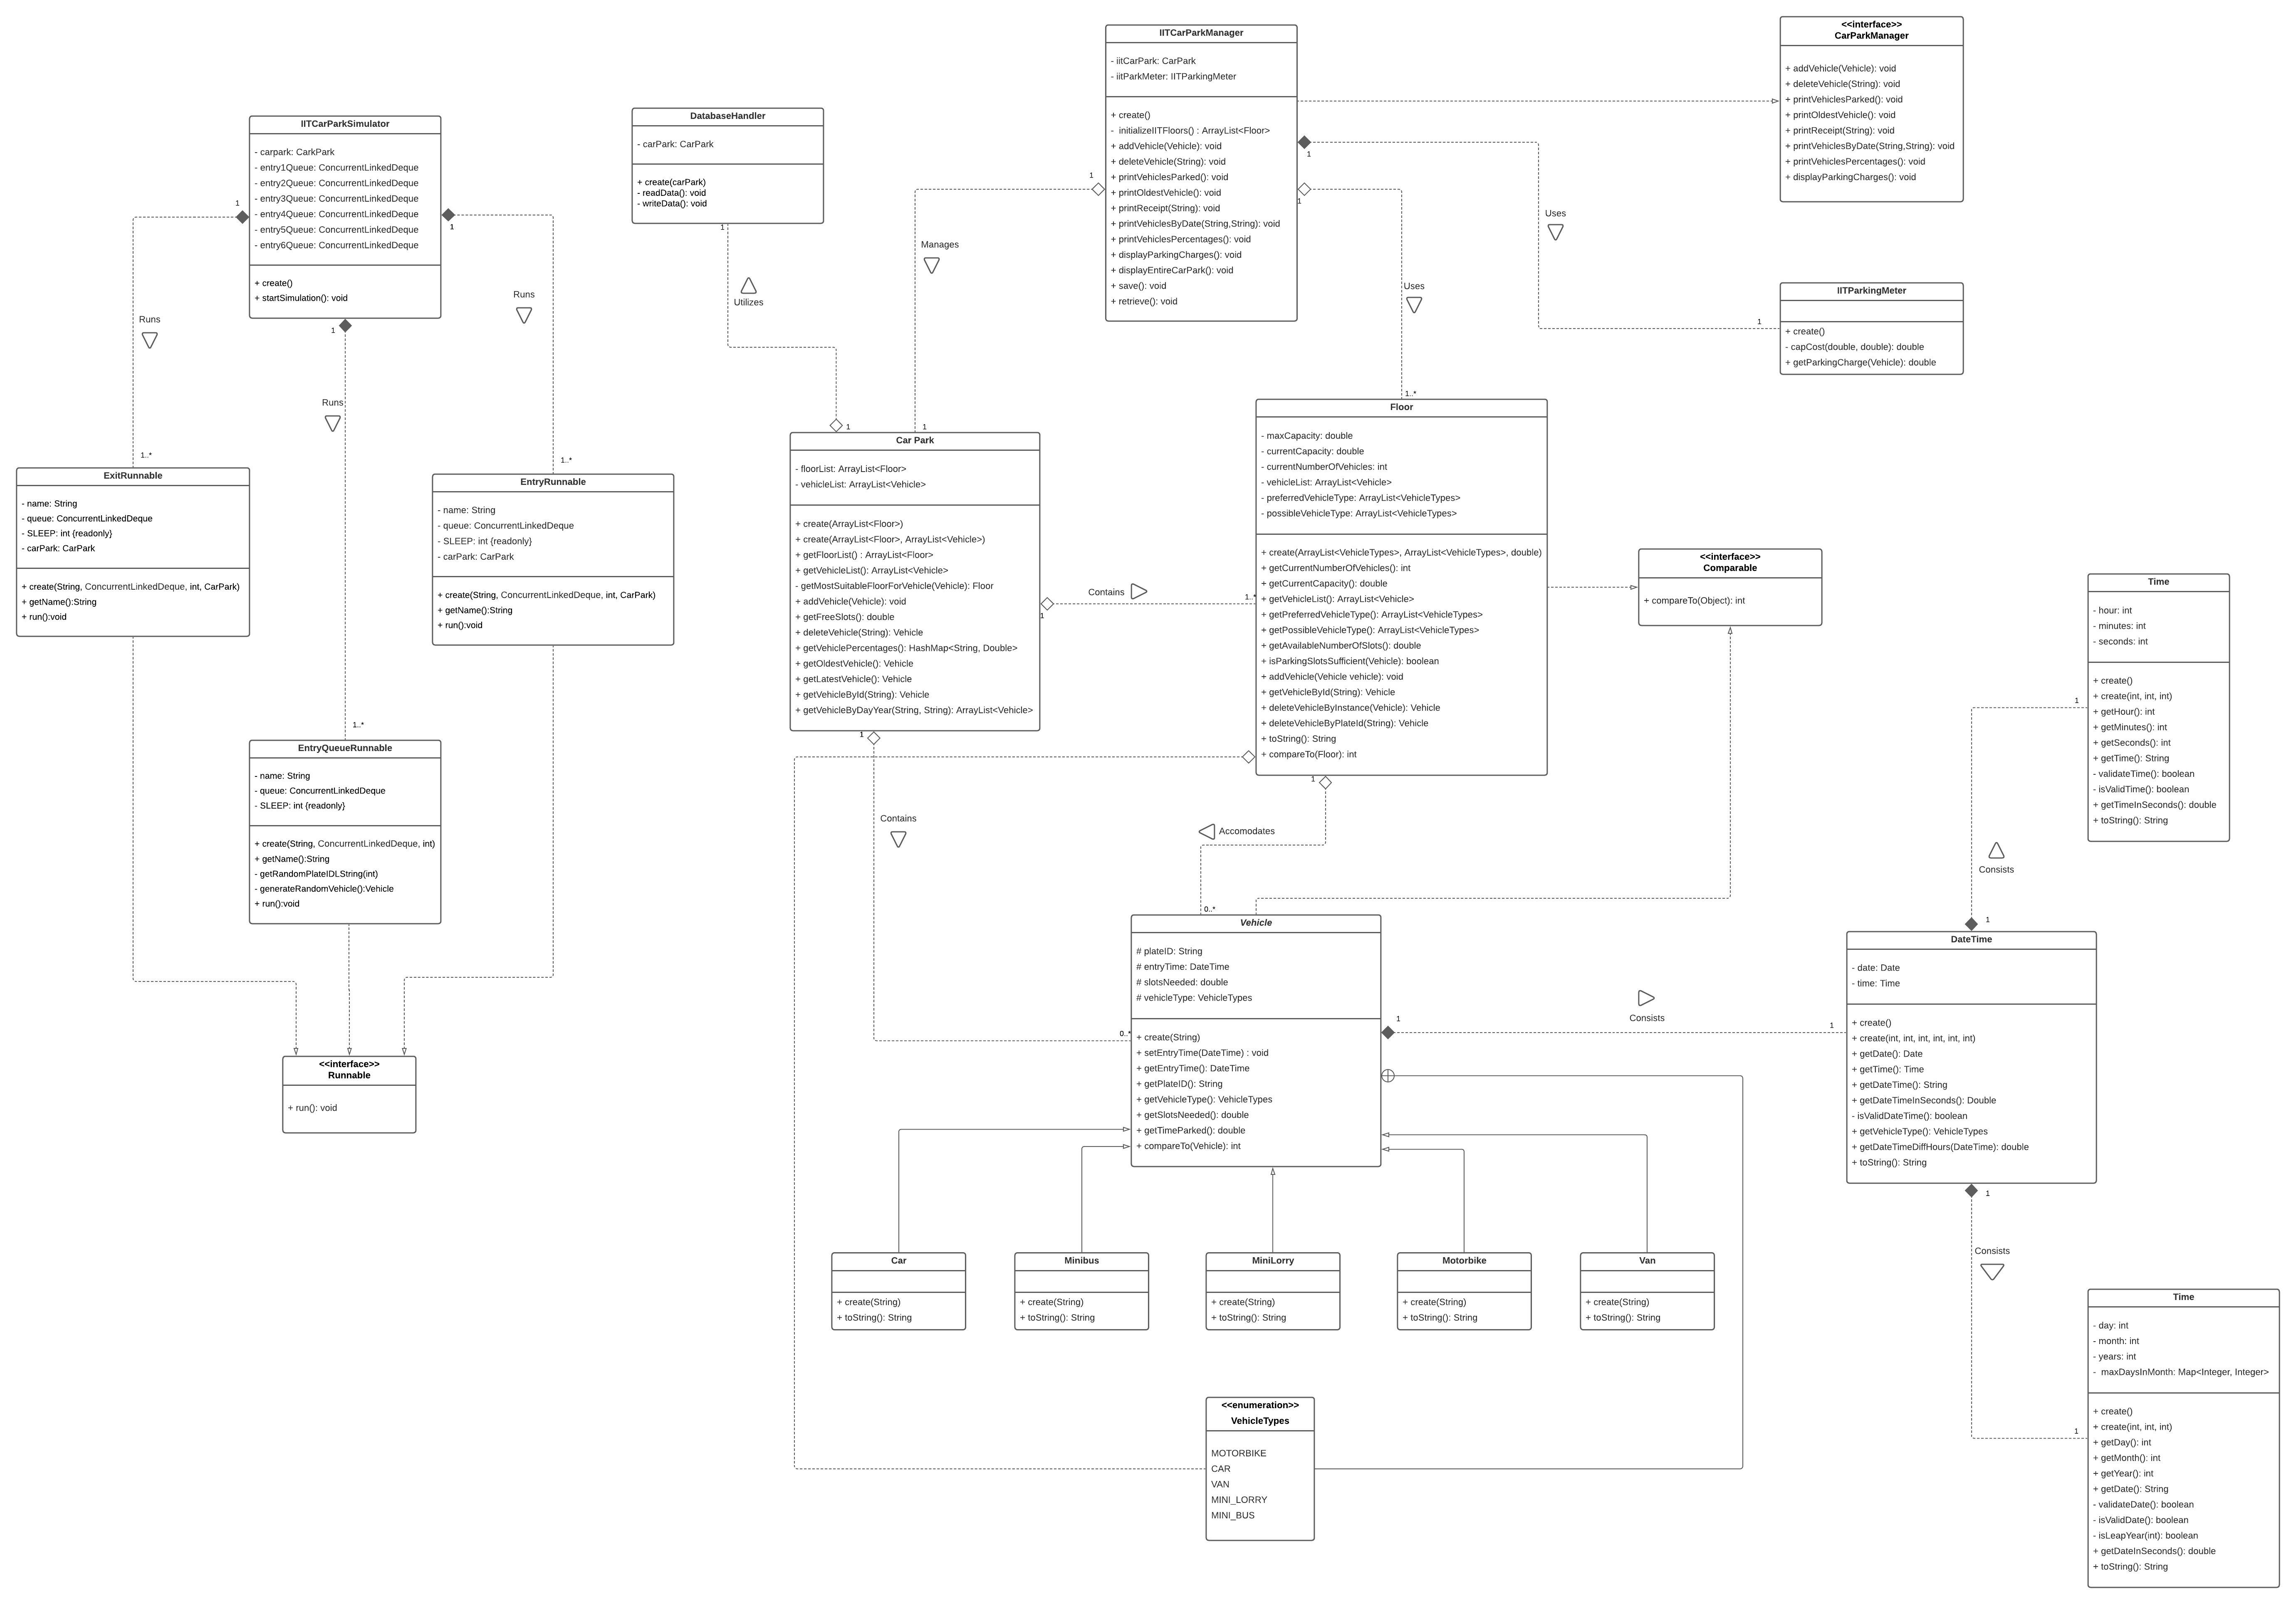 IITCarParkManager
- iitCarPark: CarPark
- iitParkMeter: IITParkingMeter
+ create()
-  initializeIITFloors() : ArrayList<Floor>
+ addVehicle(Vehicle): void
+ deleteVehicle(String): void
+ printVehiclesParked(): void
+ printOldestVehicle(): void
+ printReceipt(String): void
+ printVehiclesByDate(String,String): void
+ printVehiclesPercentages(): void
+ displayParkingCharges(): void
+ displayEntireCarPark(): void
+ save(): void
+ retrieve(): void
<<interface>>
CarParkManager
+ addVehicle(Vehicle): void
+ deleteVehicle(String): void
+ printVehiclesParked(): void
+ printOldestVehicle(): void
+ printReceipt(String): void
+ printVehiclesByDate(String,String): void
+ printVehiclesPercentages(): void
+ displayParkingCharges(): void
IITCarParkSimulator
- carpark: CarkPark
- entry1Queue: ConcurrentLinkedDeque
- entry2Queue: ConcurrentLinkedDeque
- entry3Queue: ConcurrentLinkedDeque
- entry4Queue: ConcurrentLinkedDeque
- entry5Queue: ConcurrentLinkedDeque
- entry6Queue: ConcurrentLinkedDeque
+ create()
+ startSimulation(): void
DatabaseHandler
- carPark: CarPark
+ create(carPark)
- readData(): void
- writeData(): void
1
1
1
1
1
1
1
1
Runs
Runs
Runs
Utilizes
Manages
Uses
Uses
IITParkingMeter
+ create()
- capCost(double, double): double
+ getParkingCharge(Vehicle): double
1
1..*
1..*
1..*
1..*
1
1
ExitRunnable
- name: String
- queue: ConcurrentLinkedDeque
- SLEEP: int {readonly}
- carPark: CarPark
+ create(String, ConcurrentLinkedDeque, int, CarPark)
+ getName():String
+ run():void
EntryRunnable
- name: String
- queue: ConcurrentLinkedDeque
- SLEEP: int {readonly}
- carPark: CarPark
+ create(String, ConcurrentLinkedDeque, int, CarPark)
+ getName():String
+ run():void
Car Park
- floorList: ArrayList<Floor>
- vehicleList: ArrayList<Vehicle>
+ create(ArrayList<Floor>)
+ create(ArrayList<Floor>, ArrayList<Vehicle>)
+ getFloorList() : ArrayList<Floor>
+ getVehicleList(): ArrayList<Vehicle>
- getMostSuitableFloorForVehicle(Vehicle): Floor
+ addVehicle(Vehicle): void
+ getFreeSlots(): double
+ deleteVehicle(String): Vehicle
+ getVehiclePercentages(): HashMap<String, Double>
+ getOldestVehicle(): Vehicle
+ getLatestVehicle(): Vehicle
+ getVehicleById(String): Vehicle
+ getVehicleByDayYear(String, String): ArrayList<Vehicle>
Contains
1
1..*
Floor
- maxCapacity: double
- currentCapacity: double
- currentNumberOfVehicles: int
- vehicleList: ArrayList<Vehicle>
- preferredVehicleType: ArrayList<VehicleTypes>
- possibleVehicleType: ArrayList<VehicleTypes>
+ create(ArrayList<VehicleTypes>, ArrayList<VehicleTypes>, double)
+ getCurrentNumberOfVehicles(): int
+ getCurrentCapacity(): double
+ getVehicleList(): ArrayList<Vehicle>
+ getPreferredVehicleType(): ArrayList<VehicleTypes>
+ getPossibleVehicleType(): ArrayList<VehicleTypes>
+ getAvailableNumberOfSlots(): double
+ isParkingSlotsSufficient(Vehicle): boolean
+ addVehicle(Vehicle vehicle): void
+ getVehicleById(String): Vehicle
+ deleteVehicleByInstance(Vehicle): Vehicle
+ deleteVehicleByPlateId(String): Vehicle
+ toString(): String
+ compareTo(Floor): int
<<interface>>
Comparable
+ compareTo(Object): int
Time
- hour: int
- minutes: int
- seconds: int
+ create()
+ create(int, int, int)
+ getHour(): int
+ getMinutes(): int
+ getSeconds(): int
+ getTime(): String
- validateTime(): boolean
- isValidTime(): boolean
+ getTimeInSeconds(): double
+ toString(): String
EntryQueueRunnable
- name: String
- queue: ConcurrentLinkedDeque
- SLEEP: int {readonly}
+ create(String, ConcurrentLinkedDeque, int)
+ getName():String
- getRandomPlateIDLString(int)
- generateRandomVehicle():Vehicle
+ run():void
1
1
1
Contains
Accomodates
Consists
0..*
0..*
1
Vehicle
# plateID: String
# entryTime: DateTime
# slotsNeeded: double
# vehicleType: VehicleTypes
+ create(String)
+ setEntryTime(DateTime) : void
+ getEntryTime(): DateTime
+ getPlateID(): String
+ getVehicleType(): VehicleTypes
+ getSlotsNeeded(): double
+ getTimeParked(): double
+ compareTo(Vehicle): int
1
Consists
1
DateTime
- date: Date
- time: Time
+ create()
+ create(int, int, int, int, int, int)
+ getDate(): Date
+ getTime(): Time
+ getDateTime(): String
+ getDateTimeInSeconds(): Double
- isValidDateTime(): boolean
+ getVehicleType(): VehicleTypes
+ getDateTimeDiffHours(DateTime): double
+ toString(): String
<<interface>>
Runnable
+ run(): void
1
Consists
1
Car
+ create(String)
+ toString(): String
Minibus
+ create(String)
+ toString(): String
MiniLorry
+ create(String)
+ toString(): String
Motorbike
+ create(String)
+ toString(): String
Van
+ create(String)
+ toString(): String
Time
- day: int
- month: int
- years: int
-  maxDaysInMonth: Map<Integer, Integer>
+ create()
+ create(int, int, int)
+ getDay(): int
+ getMonth(): int
+ getYear(): int
+ getDate(): String
- validateDate(): boolean
- isValidDate(): boolean
- isLeapYear(int): boolean
+ getDateInSeconds(): double
+ toString(): String
<<enumeration>>
VehicleTypes
MOTORBIKE
CAR
VAN
MINI_LORRY
MINI_BUS